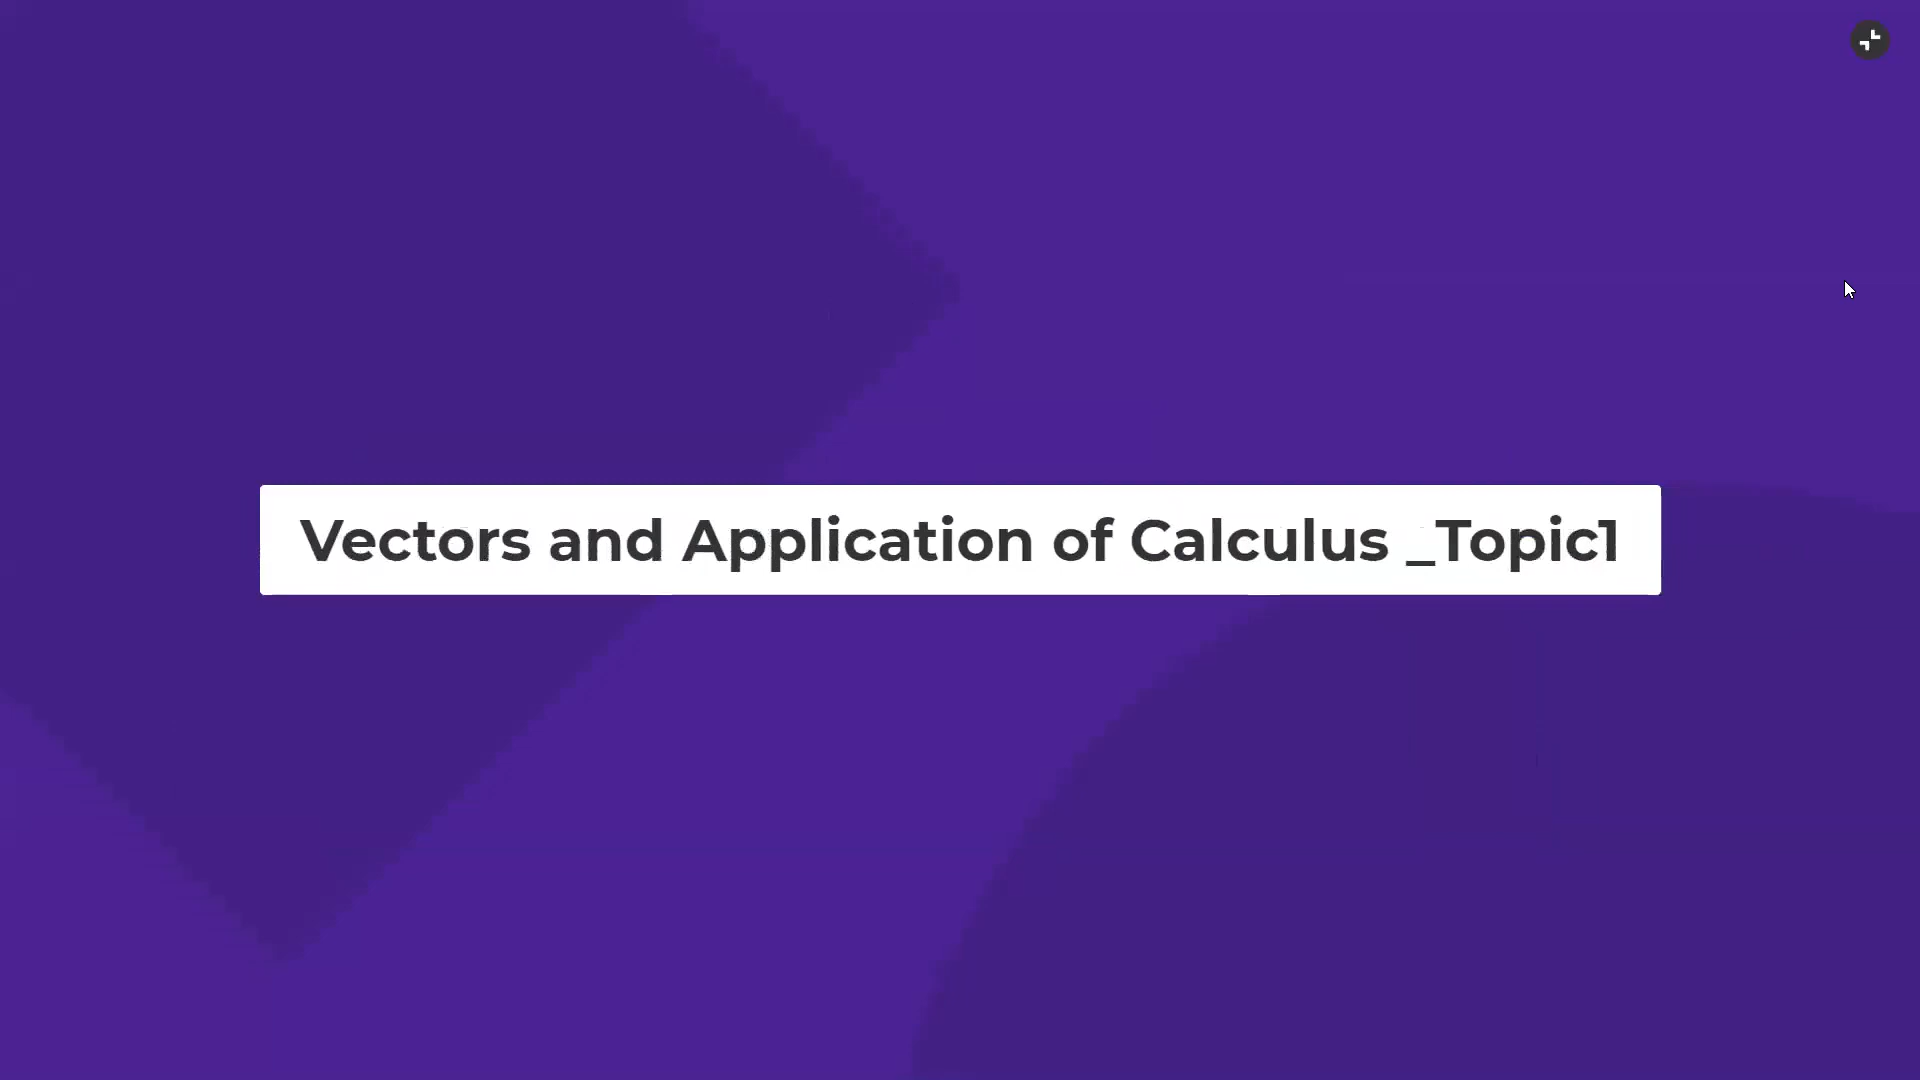 Vectors and Application of Calculus _Topic1